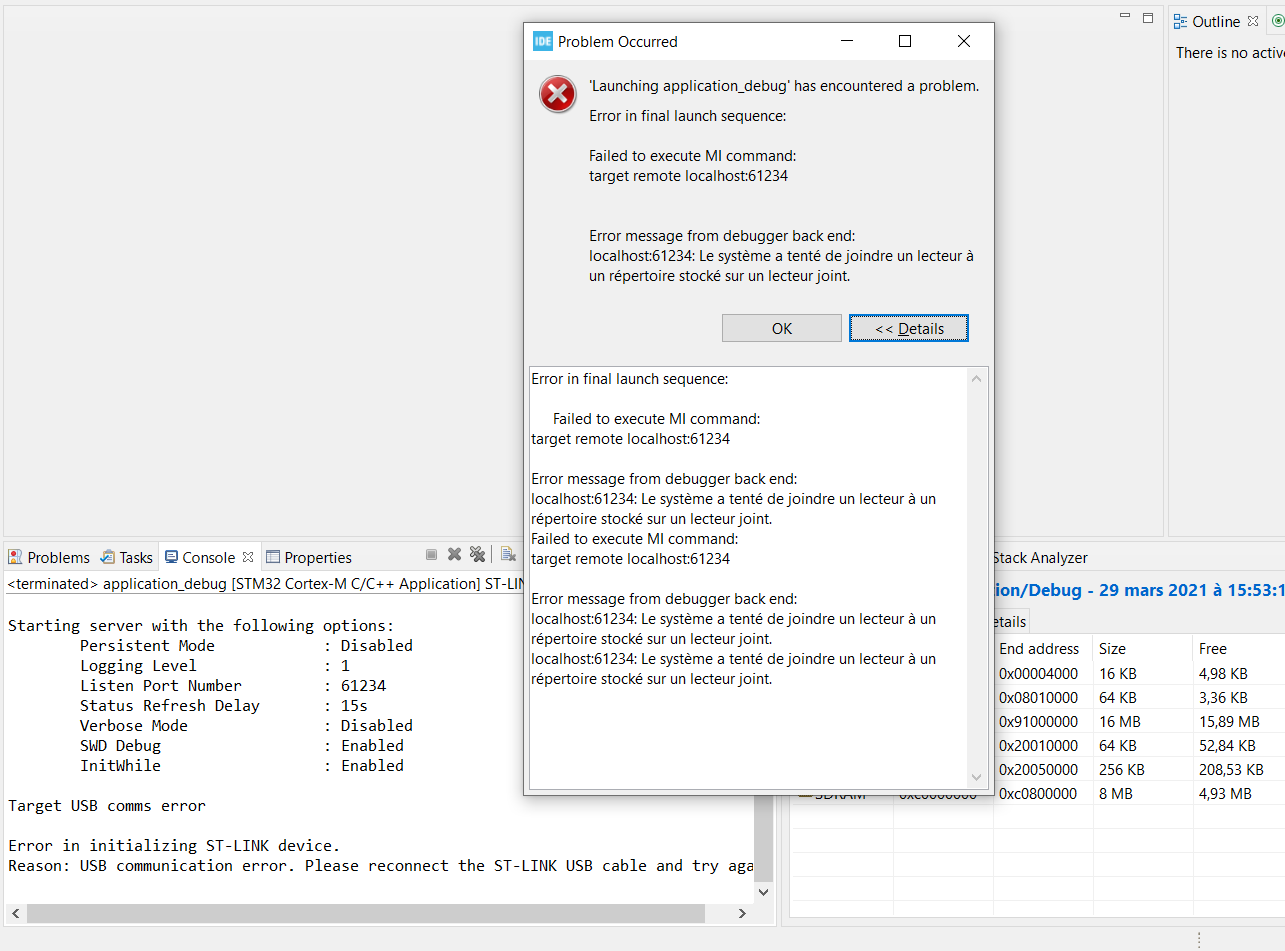 Outline
There is no activ
IDE Problem Occurred
'Launching application_debug' has encountered a problem.
Error in final launch sequence:
Failed to execute MI command:
target remote localhost:61234
Error message from debugger back end:
localhost:61234: Le système a tenté de joindre un lecteur à
un répertoire stocké sur un lecteur joint.
OK
<< Details
Error in final launch sequence:
Failed to execute MI command:
target remote localhost:61234
Error message from debugger back end:
localhost:61234: Le système a tenté de joindre un lecteur à un
répertoire stocké sur un lecteur joint.
Failed to execute MI command:
target remote localhost:61234
Error message from debugger back end:
localhost:61234: Le système a tenté de joindre un lecteur à un
répertoire stocké sur un lecteur joint.
localhost:61234: Le système a tenté de joindre un lecteur à un
répertoire stocké sur un lecteur joint.
Problems Tasks Console Properties
<terminated> application_debug [STM32 Cortex-M C/C++ Application] ST-LIN
Starting server with the following options:
Persistent Mode : Disabled
Logging Level : 1
Listen Port Number : 61234
Status Refresh Delay : 15s
Verbose Mode : Disabled
SWD Debug : Enabled
InitWhile : Enabled
Target USB comms error
Error in initializing ST-LINK device.
Reason: USB communication error. Please reconnect the ST-LINK USB cable and try aga
Stack Analyzer
ion/Debug - 29 mars 2021 à 15:53:1
etails
End address Size Free
0x00004000 16 KB 4,98 KB
0x08010000 64 KB 3,36 KB
0x91000000 16 MB 15,89 MB
0x20010000 64 KB 52,84 KB
0x20050000 256 KB 208,53 KB
SDRAM 0xc0000000 0xc0800000 8 MB 4,93 MB